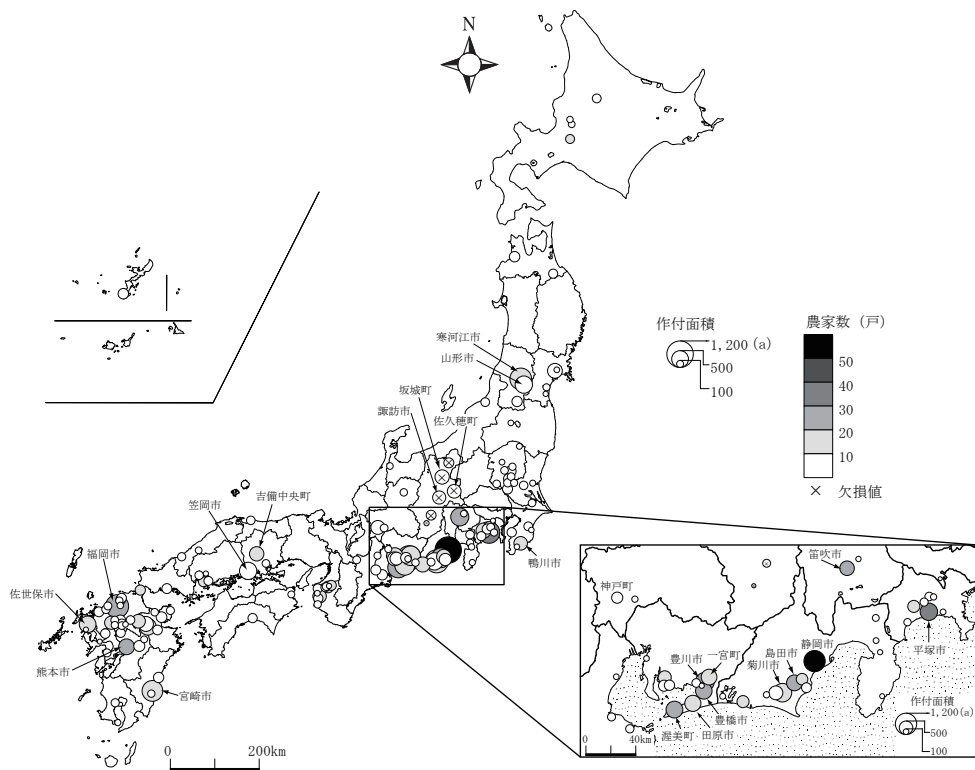 N
寒河江市
山形市
坂城町
諏訪市
佐久穂町
作付面積
1,200 (a)
500
100
農家数 (戸)
50
40
30
20
10
× 欠損値
吉備中央町
笠岡市
福岡市
佐世保市
熊本市
宮崎市
鴨川市
0 200km
笛吹市
神戸町
静岡市
島田市
菊川市
一宮町
豊川市
平塚市
豊橋市
田原市
渥美町
0 40km
作付面積
1,200(a)
500
100